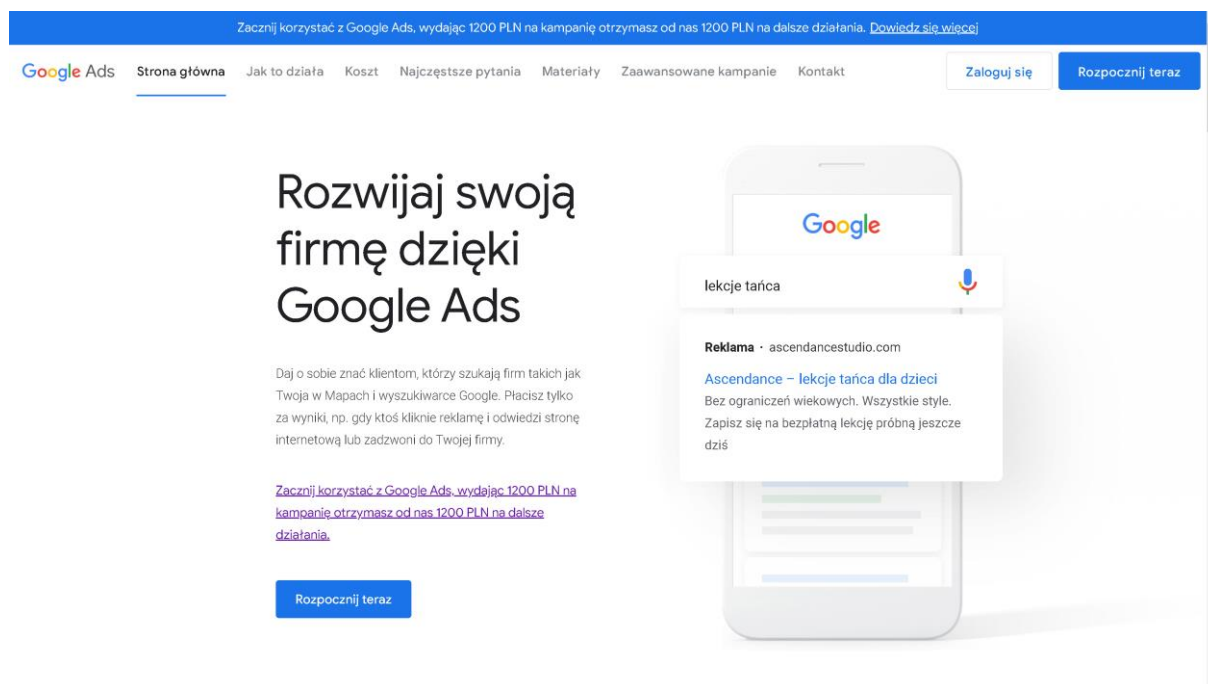 Zacznij korzystać z Google Ads, wydając 1200 PLN na kampanię otrzymasz od nas 1200 PLN na dalsze działania. Dowiedz się więcej
Google Ads Strona główna Jak to działa Koszt Najczęstsze pytania Materiały Zaawansowane kampanie Kontakt Zaloguj się Rozpocznij teraz
Rozwijaj swoją
firmę dzięki
Google Ads
Daj o sobie znać klientom, którzy szukają firm takich jak
Twoja w Mapach i wyszukiwarce Google. Płacisz tylko
za wyniki, np. gdy ktoś kliknie reklamę i odwiedzi stronę
internetową lub zadzwoni do Twojej firmy.
Zacznij korzystać z Google Ads, wydając 1200 PLN na
kampanię otrzymasz od nas 1200 PLN na dalsze
działania.
Rozpocznij teraz
Google
lekcje tańca
Reklama · ascendancestudio.com
Ascendance – lekcje tańca dla dzieci
Bez ograniczeń wiekowych. Wszystkie style.
Zapisz się na bezpłatną lekcję próbną jeszcze
dziś